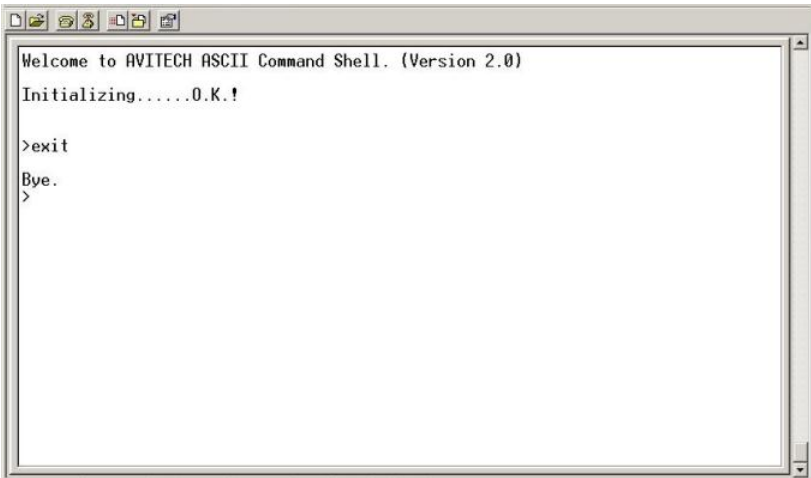 Welcome to AVITECH ASCII Command Shell. (Version 2.0)
Initializing......O.K.!
>exit
Bye.
>